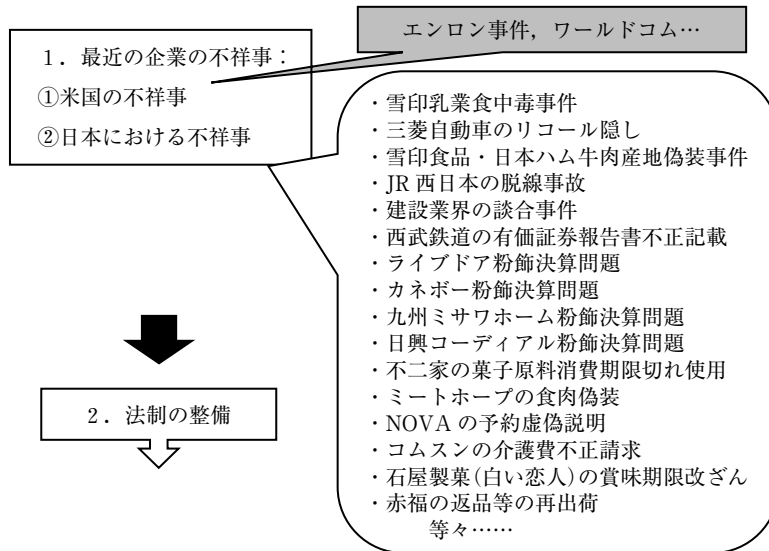 エンロン事件，ワールドコム…
１．最近の企業の不祥事：
①米国の不祥事
②日本における不祥事
・雪印乳業食中毒事件
・三菱自動車のリコール隠し
・雪印食品・日本ハム牛肉産地偽装事件
・JR 西日本の脱線事故
・建設業界の談合事件
・西武鉄道の有価証券報告書不正記載
・ライブドア粉飾決算問題
・カネボー粉飾決算問題
・九州ミサワホーム粉飾決算問題
・日興コーディアル粉飾決算問題
・不二家の菓子原料消費期限切れ使用
・ミートホープの食肉偽装
・NOVA の予約虚偽説明
・コムスンの介護費不正請求
・石屋製菓(白い恋人)の賞味期限改ざん
・赤福の返品等の再出荷
等々……
２．法制の整備